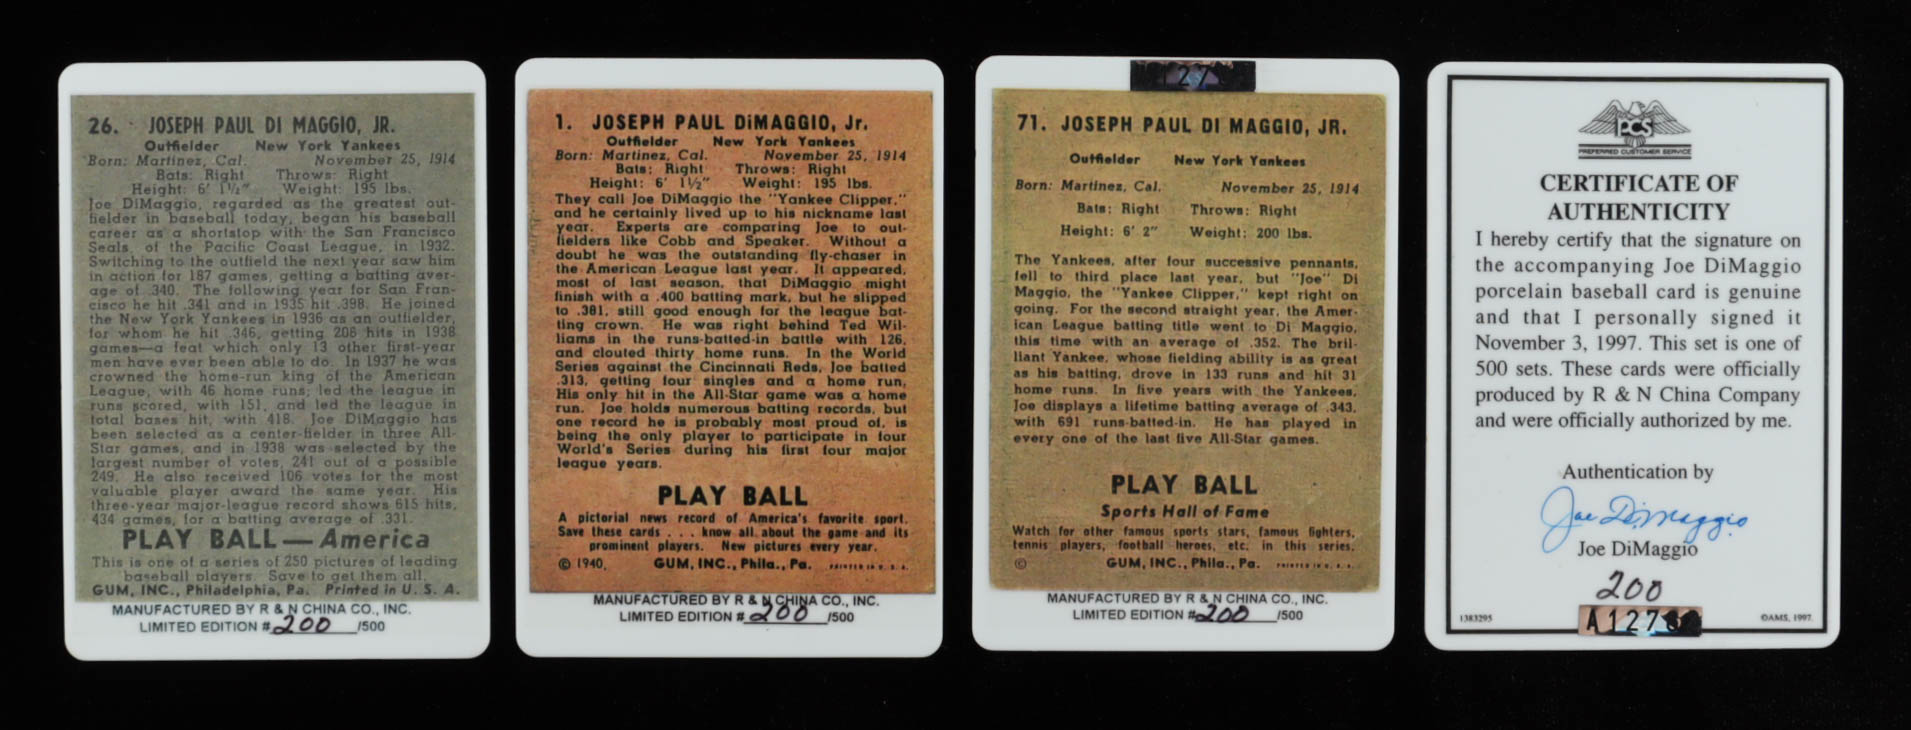 26. JOSEPH PAUL DI MAGGIO, JR.
Outfielder New York Yankees
Born: Martinez, Cal. November 25, 1914
Bats: Right Throws: Right
Height: 6' 1½" Weight: 195 lbs.
Joe DiMaggio, regarded as the greatest out-
fielder in baseball today, began his baseball
career as a shortstop with the San Francisco
Seals, of the Pacific Coast League, in 1932.
Switching to the outfield the next year saw him
in action for 187 games, getting a batting aver-
age of .340. The following year for San Fran-
cisco he hit .341 and in 1935 hit .398. He joined
the New York Yankees in 1936 as an outfielder,
for whom he hit .346, getting 206 hits in 1938
games—a feat which only 13 other first-year
men have ever been able to do. In 1937 he was
crowned the home-run king of the American
League, with 46 home runs; led the league in
runs scored, with 151, and led the league in
total bases hit, with 418. Joe DiMaggio has
been selected as a center-fielder in three All-
Star games, and in 1938 was selected by the
largest number of votes, 241 out of a possible
249. He also received 106 votes for the most
valuable player award the same year. His
three-year major-league record shows 615 hits,
434 games, for a batting average of .331.
PLAY BALL—America
This is one of a series of 250 pictures of leading
baseball players. Save to get them all.
GUM, INC., Philadelphia, Pa. Printed in U. S. A.
MANUFACTURED BY R & N CHINA CO., INC.
LIMITED EDITION # 200 /500
1. JOSEPH PAUL DiMAGGIO, Jr.
Outfielder New York Yankees
Born: Martinez, Cal. November 25, 1914
Bats: Right Throws: Right
Height: 6' 1½" Weight: 195 lbs.
They call Joe DiMaggio the "Yankee Clipper,"
and he certainly lived up to his nickname last
year. Experts are comparing Joe to out-
fielders like Cobb and Speaker. Without a
doubt he was the outstanding fly-chaser in
the American League last year. It appeared,
most of last season, that DiMaggio might
finish with a .400 batting mark, but he slipped
to .381, still good enough for the league bat-
ting crown. He was right behind Ted Wil-
liams in the runs-batted-in battle with 126,
and clouted thirty home runs. In the World
Series against the Cincinnati Reds, Joe batted
.313, getting four singles and a home run,
His only hit in the All-Star game was a home
run. Joe holds numerous batting records, but
one record he is probably most proud of, is
being the only player to participate in four
World's Series during his first four major
league years.
PLAY BALL
A pictorial news record of America's favorite sport.
Save these cards . . . know all about the game and its
prominent players. New pictures every year.
© 1940, GUM, INC., Phila., Pa. PRINTED IN U. S. A.
MANUFACTURED BY R & N CHINA CO., INC.
LIMITED EDITION # 200 /500
127
71. JOSEPH PAUL DI MAGGIO, JR.
Outfielder New York Yankees
Born: Martinez, Cal. November 25, 1914
Bats: Right Throws: Right
Height: 6' 2" Weight: 200 lbs.
The Yankees, after four successive pennants,
fell to third place last year, but "Joe" Di
Maggio, the "Yankee Clipper," kept right on
going. For the second straight year, the Amer-
ican League batting title went to Di Maggio,
this time with an average of .352. The bril-
liant Yankee, whose fielding ability is as great
as his batting, drove in 133 runs and hit 31
home runs. In five years with the Yankees,
Joe displays a lifetime batting average of .343,
with 691 runs-batted-in. He has played in
every one of the last five All-Star games.
PLAY BALL
Sports Hall of Fame
Watch for other famous sports stars, famous fighters,
tennis players, football heroes, etc. in this series.
© GUM, INC., Phila., Pa. PRINTED IN U. S. A.
MANUFACTURED BY R & N CHINA CO., INC.
LIMITED EDITION # 200 /500
PCS
PREFERRED CUSTOMER SERVICE
CERTIFICATE OF
AUTHENTICITY
I hereby certify that the signature on
the accompanying Joe DiMaggio
porcelain baseball card is genuine
and that I personally signed it
November 3, 1997. This set is one of
500 sets. These cards were officially
produced by R & N China Company
and were officially authorized by me.
Authentication by
Joe DiMaggio
Joe DiMaggio
200
1383295 ©AMS, 1997.